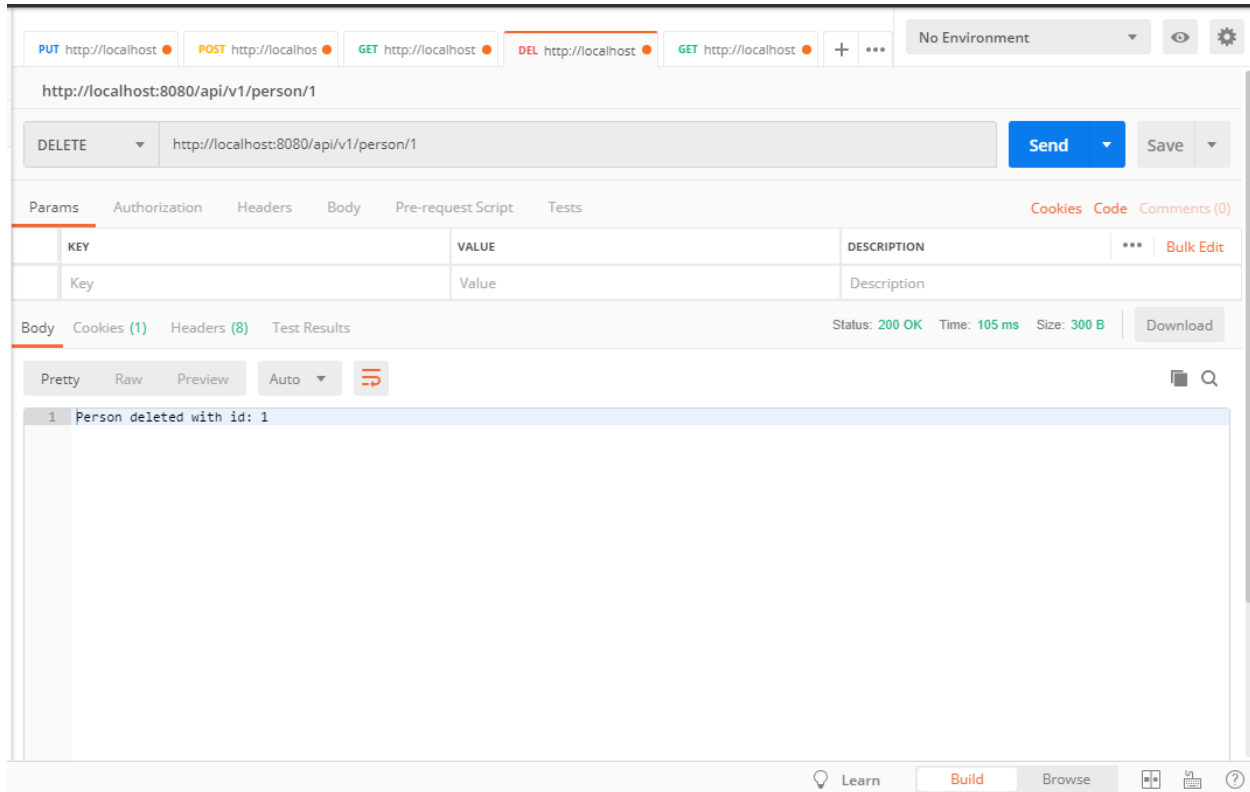 PUT http://localhost POST http://localhos GET http://localhost DEL http://localhost GET http://localhost + ••• No Environment
http://localhost:8080/api/v1/person/1
DELETE http://localhost:8080/api/v1/person/1 Send Save
Params Authorization Headers Body Pre-request Script Tests Cookies Code Comments (0)
KEY VALUE DESCRIPTION ••• Bulk Edit
Key Value Description
Body Cookies (1) Headers (8) Test Results Status: 200 OK Time: 105 ms Size: 300 B Download
Pretty Raw Preview Auto
1 Person deleted with id: 1
Learn Build Browse ?